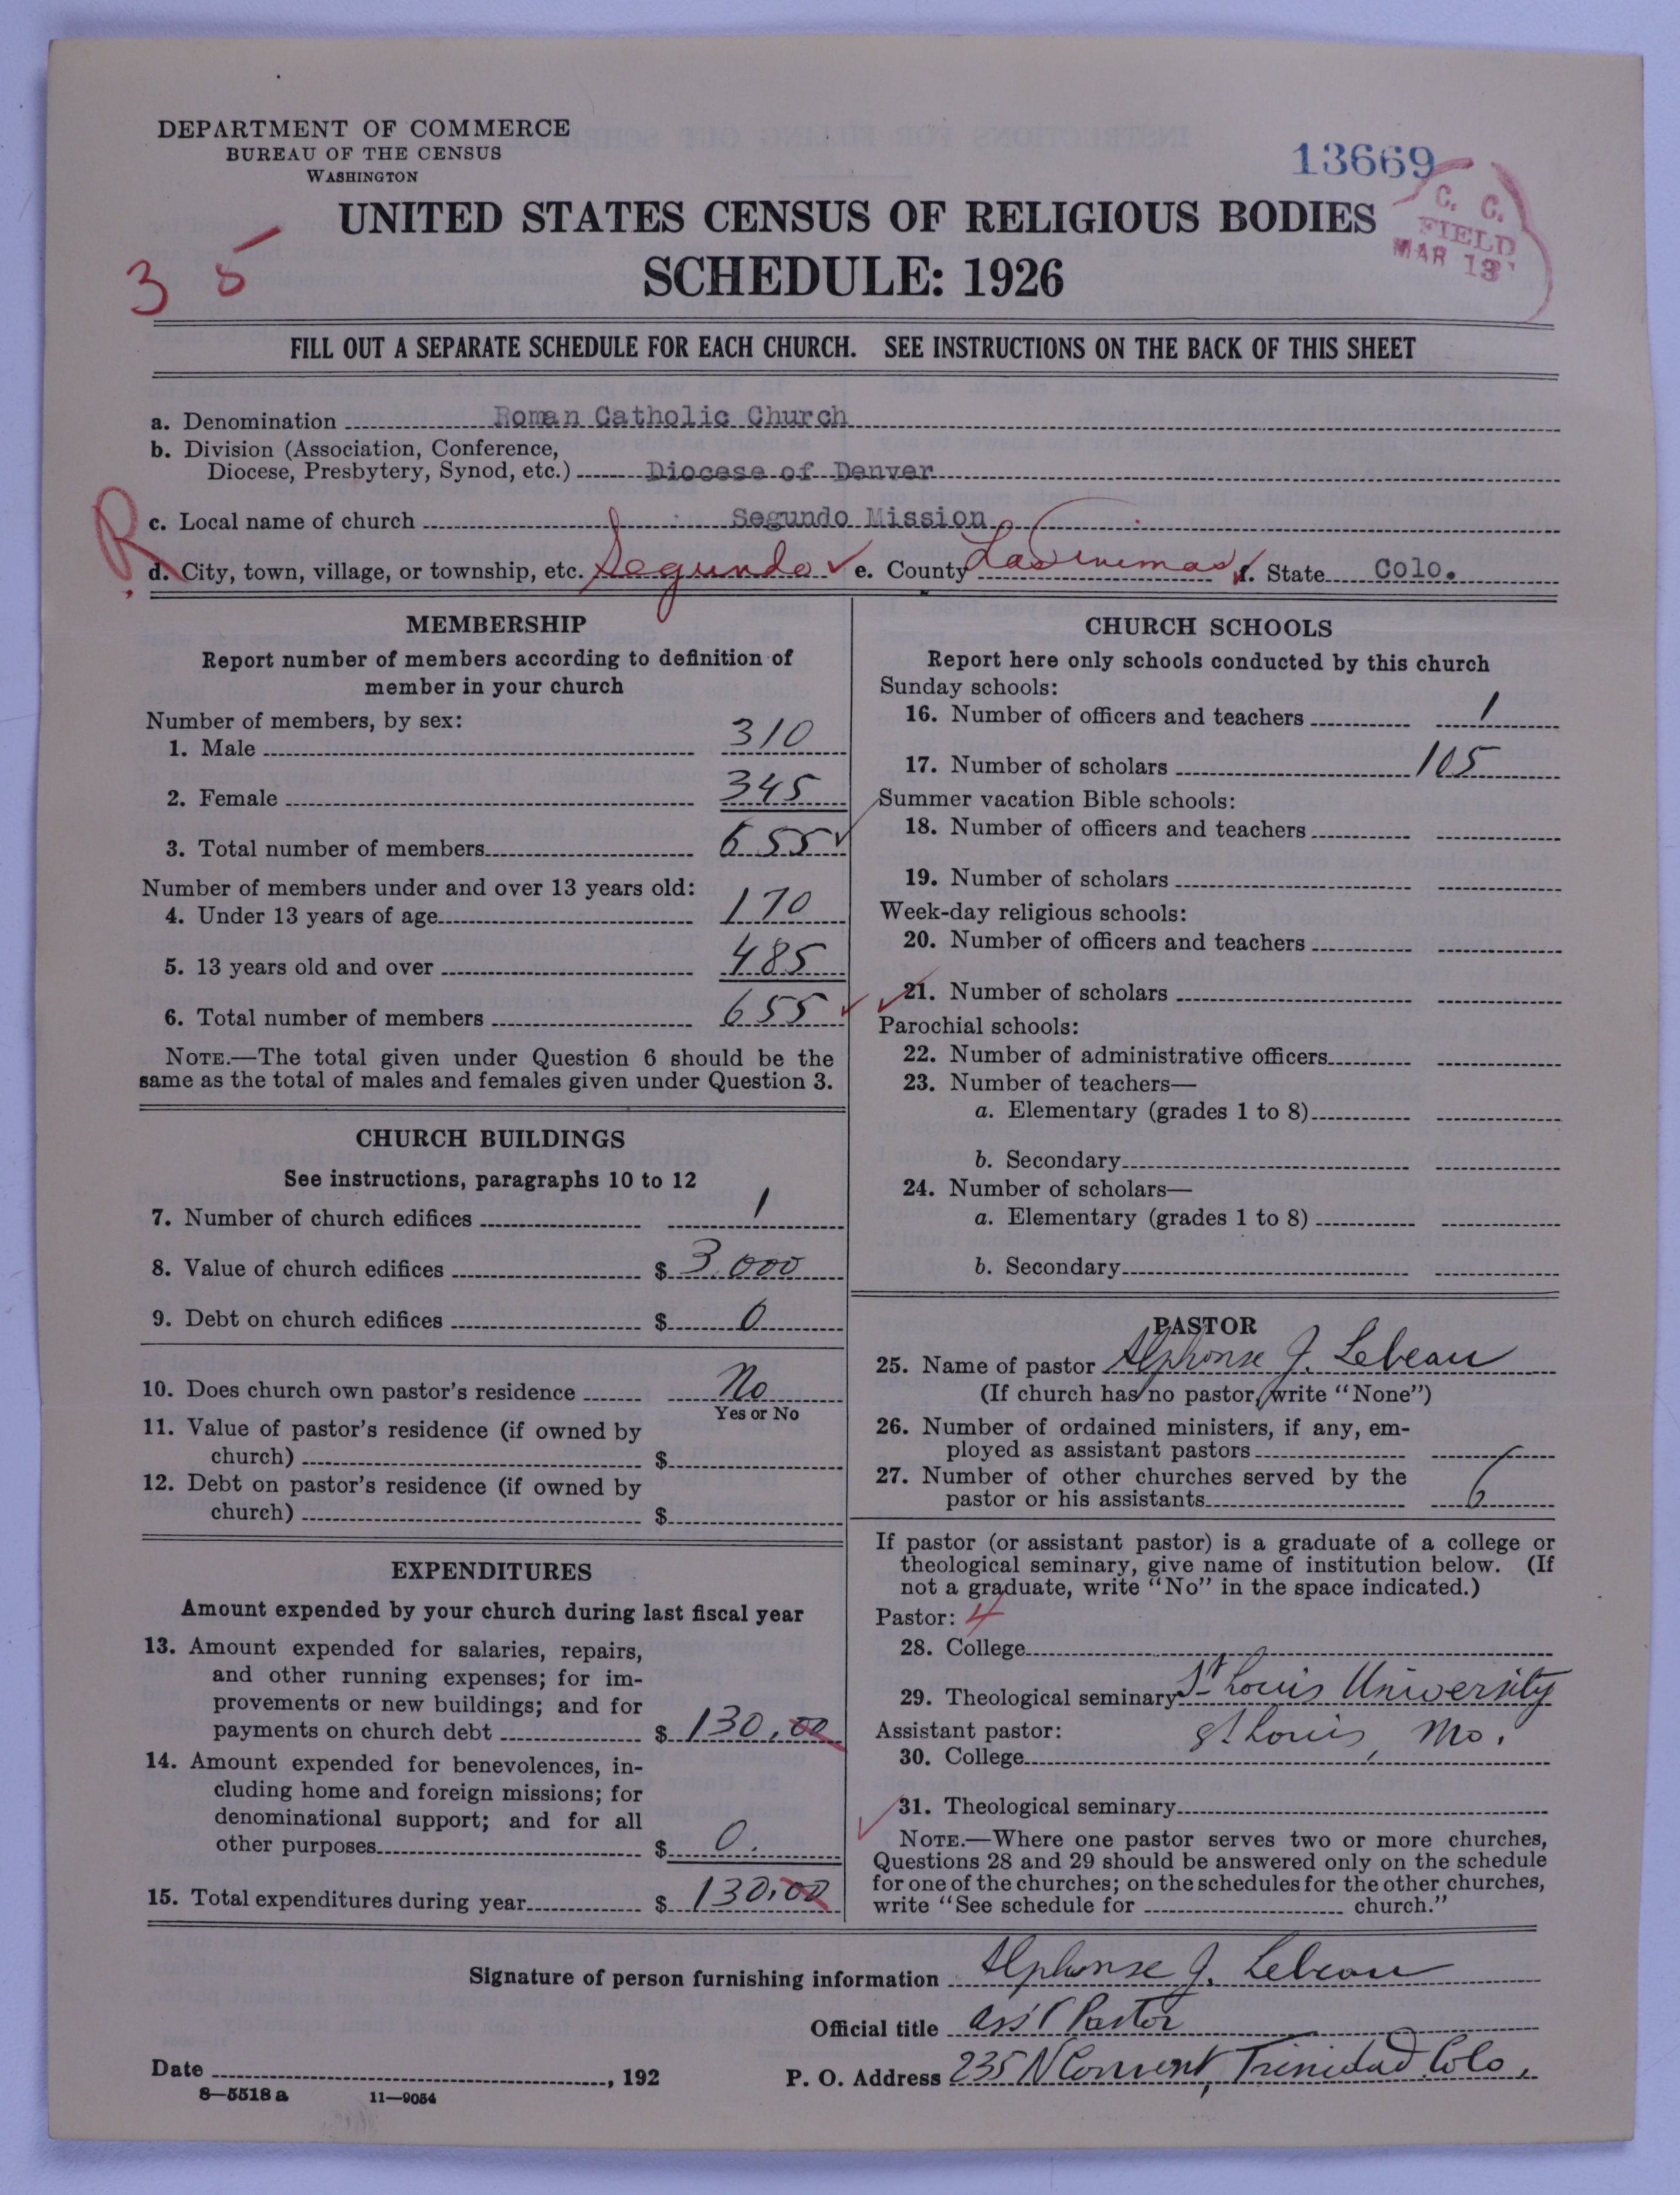 DEPARTMENT OF COMMERCE
BUREAU OF THE CENSUS
WASHINGTON
13669
C. C.
FIELD
MAR 13
UNITED STATES CENSUS OF RELIGIOUS BODIES
SCHEDULE: 1926
3 5
FILL OUT A SEPARATE SCHEDULE FOR EACH CHURCH. SEE INSTRUCTIONS ON THE BACK OF THIS SHEET
a. Denomination Roman Catholic Church
b. Division (Association, Conference,
Diocese, Presbytery, Synod, etc.) Diocese of Denver
R
c. Local name of church Segundo Mission
d. City, town, village, or township, etc. Segundo e. County Las Animas f. State Colo.
MEMBERSHIP
Report number of members according to definition of
member in your church
Number of members, by sex:
1. Male 310
2. Female 345
3. Total number of members 655
Number of members under and over 13 years old:
4. Under 13 years of age 170
5. 13 years old and over 485
6. Total number of members 655
NOTE.—The total given under Question 6 should be the
same as the total of males and females given under Question 3.
CHURCH BUILDINGS
See instructions, paragraphs 10 to 12
7. Number of church edifices 1
8. Value of church edifices $ 3,000
9. Debt on church edifices $ 0
10. Does church own pastor's residence No
Yes or No
11. Value of pastor's residence (if owned by
church) $
12. Debt on pastor's residence (if owned by
church) $
EXPENDITURES
Amount expended by your church during last fiscal year
13. Amount expended for salaries, repairs,
and other running expenses; for im-
provements or new buildings; and for
payments on church debt $ 130.00
14. Amount expended for benevolences, in-
cluding home and foreign missions; for
denominational support; and for all
other purposes $ 0.
15. Total expenditures during year $ 130.00
CHURCH SCHOOLS
Report here only schools conducted by this church
Sunday schools:
16. Number of officers and teachers 1
17. Number of scholars 105
Summer vacation Bible schools:
18. Number of officers and teachers
19. Number of scholars
Week-day religious schools:
20. Number of officers and teachers
21. Number of scholars
Parochial schools:
22. Number of administrative officers
23. Number of teachers—
a. Elementary (grades 1 to 8)
b. Secondary
24. Number of scholars—
a. Elementary (grades 1 to 8)
b. Secondary
PASTOR
25. Name of pastor Alphonse J. Lebeau
(If church has no pastor, write "None")
26. Number of ordained ministers, if any, em-
ployed as assistant pastors
27. Number of other churches served by the
pastor or his assistants 6
If pastor (or assistant pastor) is a graduate of a college or
theological seminary, give name of institution below. (If
not a graduate, write "No" in the space indicated.)
Pastor: 4
28. College
29. Theological seminary St Louis University
Assistant pastor: St Louis, Mo.
30. College
31. Theological seminary
NOTE.—Where one pastor serves two or more churches,
Questions 28 and 29 should be answered only on the schedule
for one of the churches; on the schedules for the other churches,
write "See schedule for church."
Signature of person furnishing information Alphonse J. Lebeau
Official title Ass't Pastor
Date , 192 P. O. Address 235 N Convent, Trinidad Colo.
8—5518 a 11—9054